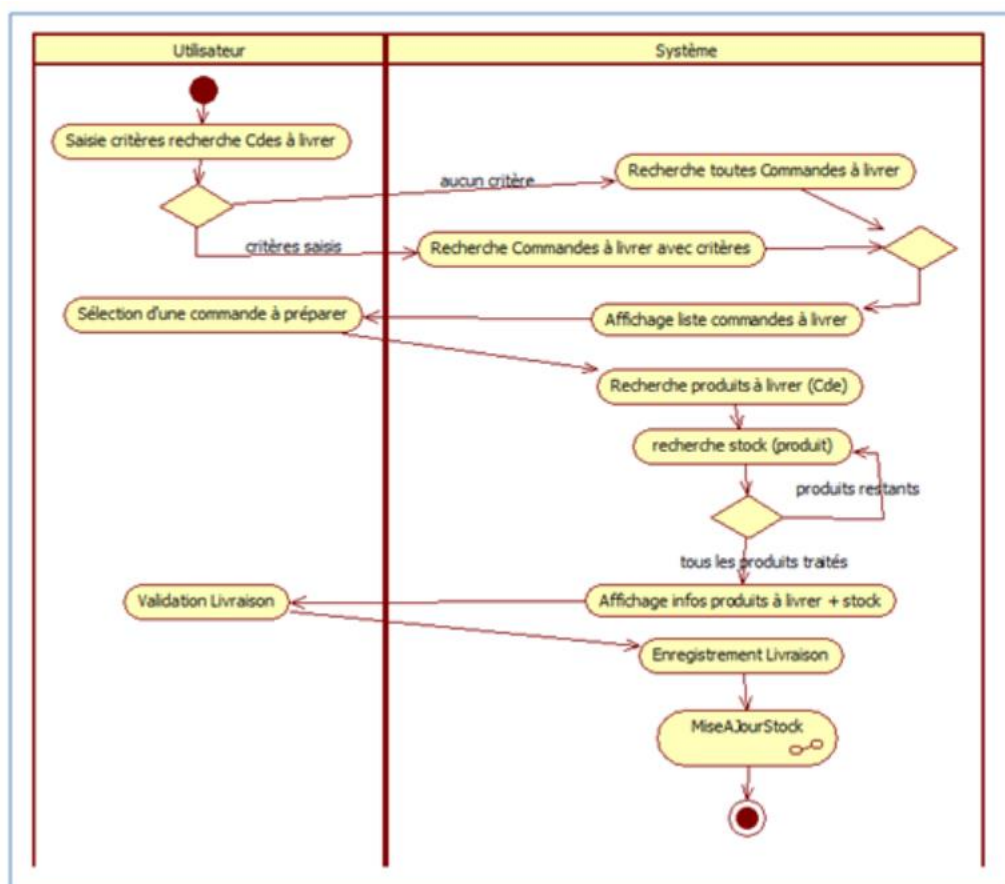 Utilisateur
Système
Saisie critères recherche Cdes à livrer
aucun critère
Recherche toutes Commandes à livrer
critères saisis
Recherche Commandes à livrer avec critères
Sélection d'une commande à préparer
Affichage liste commandes à livrer
Recherche produits à livrer (Cde)
recherche stock (produit)
produits restants
tous les produits traités
Validation Livraison
Affichage infos produits à livrer + stock
Enregistrement Livraison
MiseAJourStock